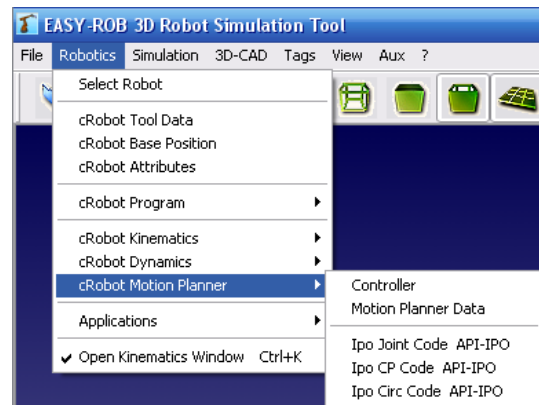 EASY-ROB 3D Robot Simulation Tool
File Robotics Simulation 3D-CAD Tags View Aux ?
Select Robot
cRobot Tool Data
cRobot Base Position
cRobot Attributes
cRobot Program
cRobot Kinematics
cRobot Dynamics
cRobot Motion Planner
Controller
Motion Planner Data
Applications
Ipo Joint Code API-IPO
Open Kinematics Window Ctrl+K
Ipo CP Code API-IPO
Ipo Circ Code API-IPO